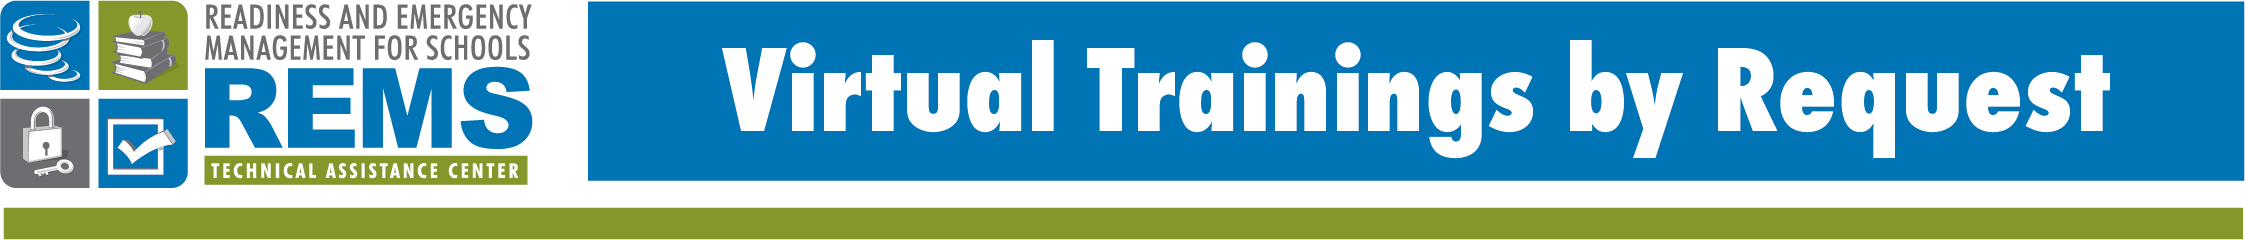 READINESS AND EMERGENCY
MANAGEMENT FOR SCHOOLS
REMS
TECHNICAL ASSISTANCE CENTER
Virtual Trainings by Request